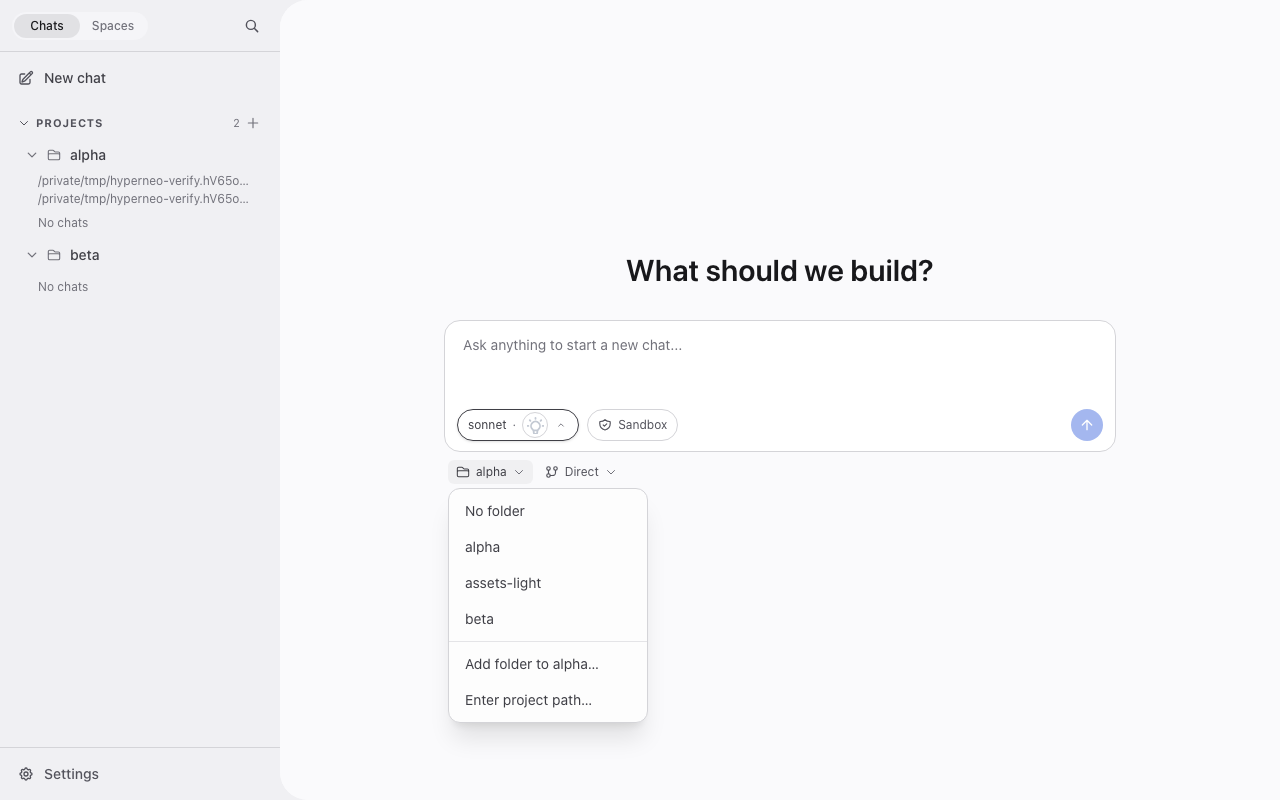 Chats
Spaces
New chat
PROJECTS
2
alpha
/private/tmp/hyperneo-verify.hV65o...
/private/tmp/hyperneo-verify.hV65o...
No chats
beta
No chats
Settings
What should we build?
Ask anything to start a new chat...
sonnet ·
Sandbox
alpha
Direct
No folder
alpha
assets-light
beta
Add folder to alpha...
Enter project path...